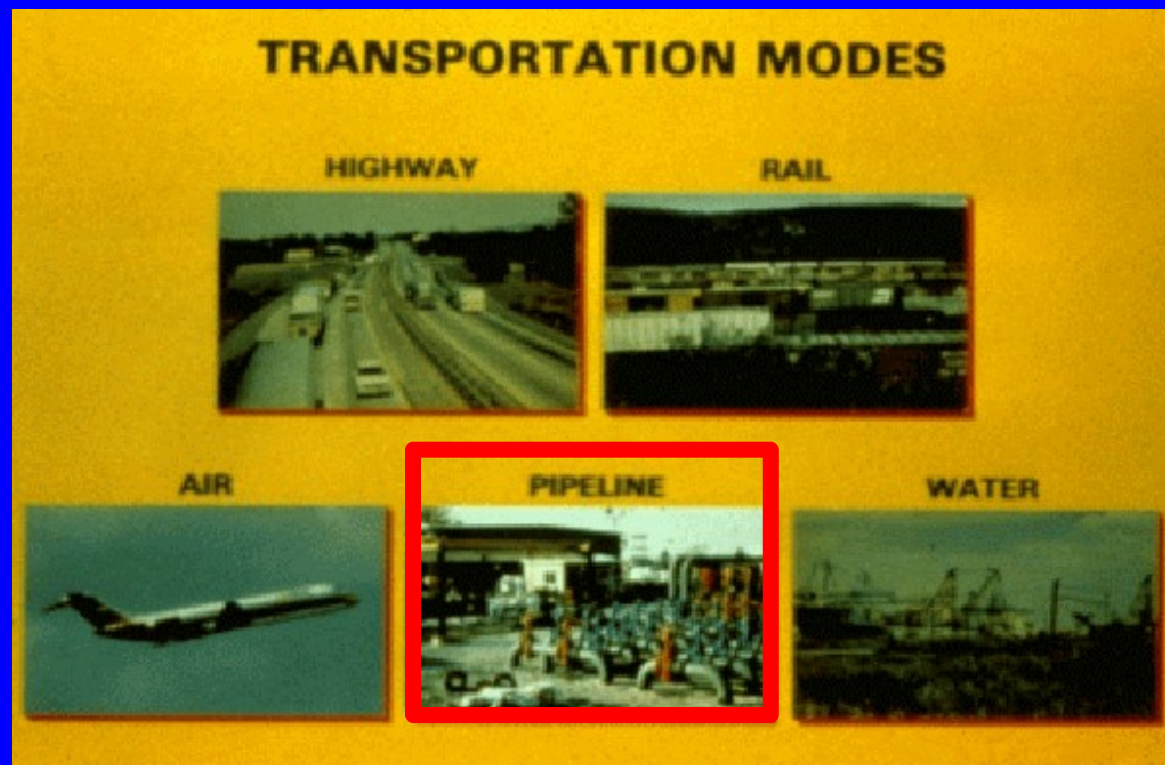 TRANSPORTATION MODES
HIGHWAY
RAIL
AIR
PIPELINE
WATER